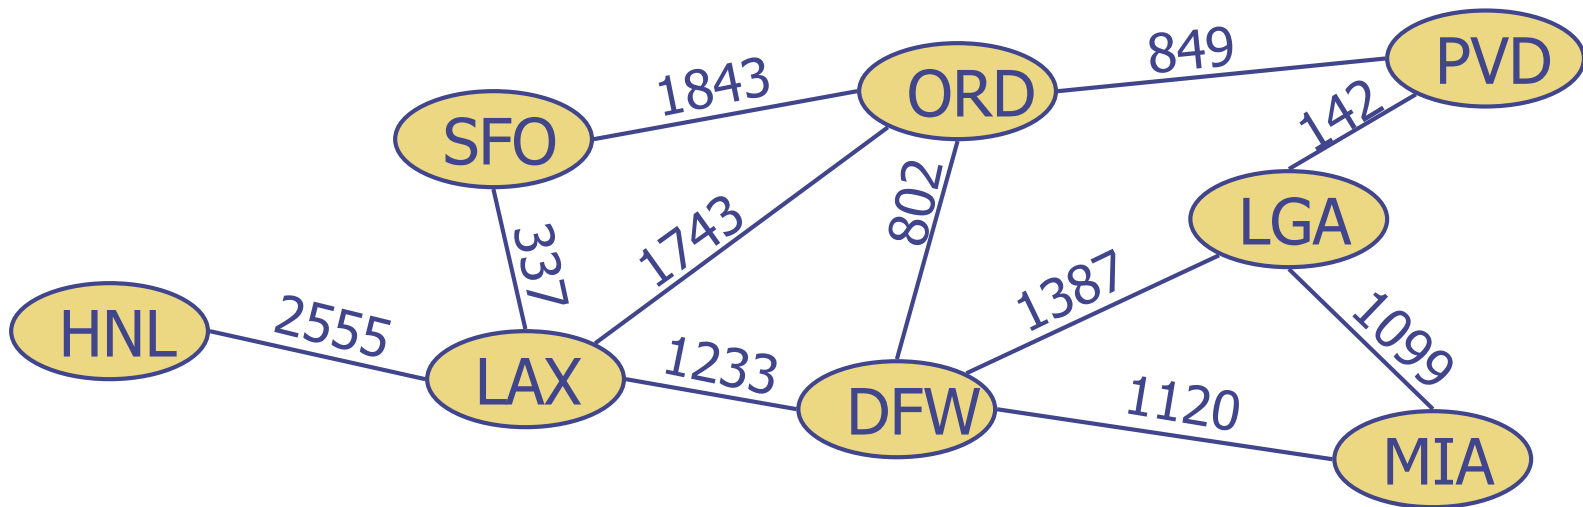 849
PVD
1843
ORD
142
SFO
802
LGA
337
1743
1387
HNL
2555
LAX
1233
DFW
1120
1099
MIA